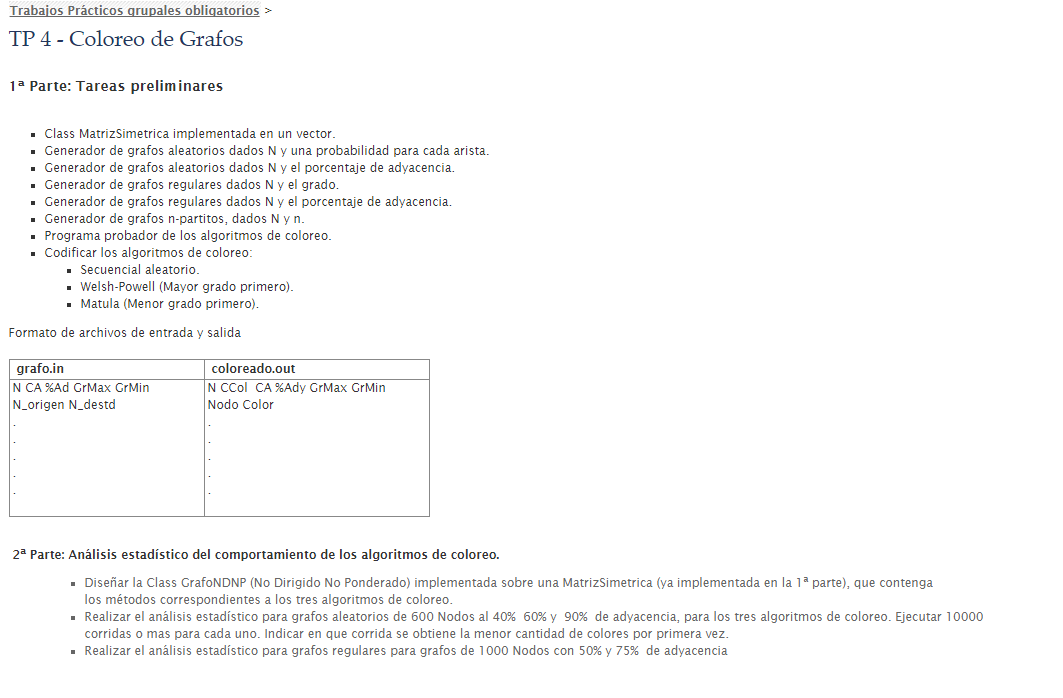 Trabajos Prácticos grupales obligatorios >
TP 4 - Coloreo de Grafos
1ª Parte: Tareas preliminares
Class MatrizSimetrica implementada en un vector.
Generador de grafos aleatorios dados N y una probabilidad para cada arista.
Generador de grafos aleatorios dados N y el porcentaje de adyacencia.
Generador de grafos regulares dados N y el grado.
Generador de grafos regulares dados N y el porcentaje de adyacencia.
Generador de grafos n-partitos, dados N y n.
Programa probador de los algoritmos de coloreo.
Codificar los algoritmos de coloreo:
Secuencial aleatorio.
Welsh-Powell (Mayor grado primero).
Matula (Menor grado primero).
Formato de archivos de entrada y salida
grafo.in coloreado.out
N CA %Ad GrMax GrMin N CCol CA %Ady GrMax GrMin
N_origen N_destd Nodo Color
. .
. .
. .
. .
. .
2ª Parte: Análisis estadístico del comportamiento de los algoritmos de coloreo.
Diseñar la Class GrafoNDNP (No Dirigido No Ponderado) implementada sobre una MatrizSimetrica (ya implementada en la 1ª parte), que contenga
los métodos correspondientes a los tres algoritmos de coloreo.
Realizar el análisis estadístico para grafos aleatorios de 600 Nodos al 40% 60% y 90% de adyacencia, para los tres algoritmos de coloreo. Ejecutar 10000
corridas o mas para cada uno. Indicar en que corrida se obtiene la menor cantidad de colores por primera vez.
Realizar el análisis estadístico para grafos regulares para grafos de 1000 Nodos con 50% y 75% de adyacencia